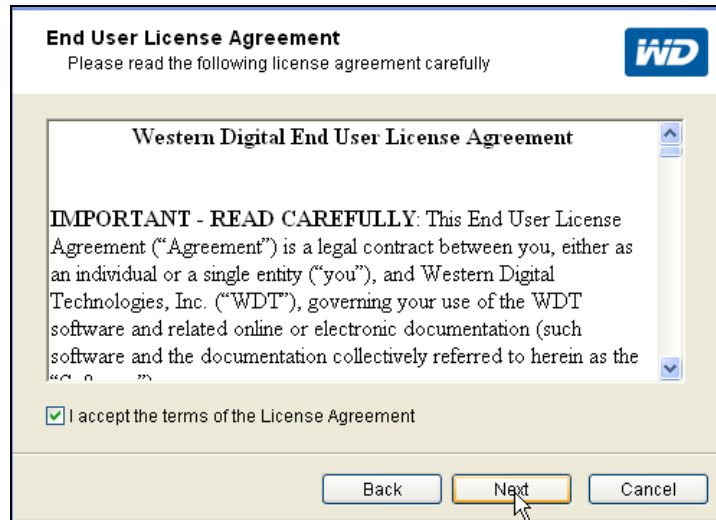 End User License Agreement
Please read the following license agreement carefully
WD
Western Digital End User License Agreement
IMPORTANT - READ CAREFULLY: This End User License
Agreement (“Agreement”) is a legal contract between you, either as
an individual or a single entity (“you”), and Western Digital
Technologies, Inc. (“WDT”), governing your use of the WDT
software and related online or electronic documentation (such
software and the documentation collectively referred to herein as the
I accept the terms of the License Agreement
Back
Next
Cancel